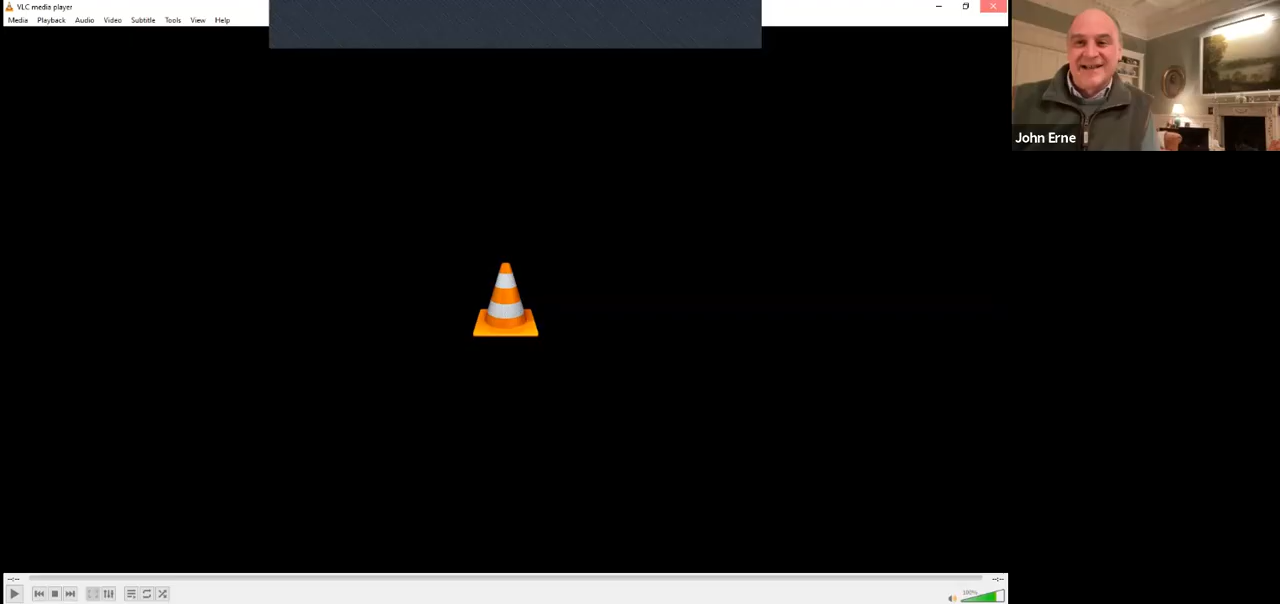 VLC media player
Media Playback Audio Video Subtitle Tools View Help
John Erne
--:-- --:--
100%